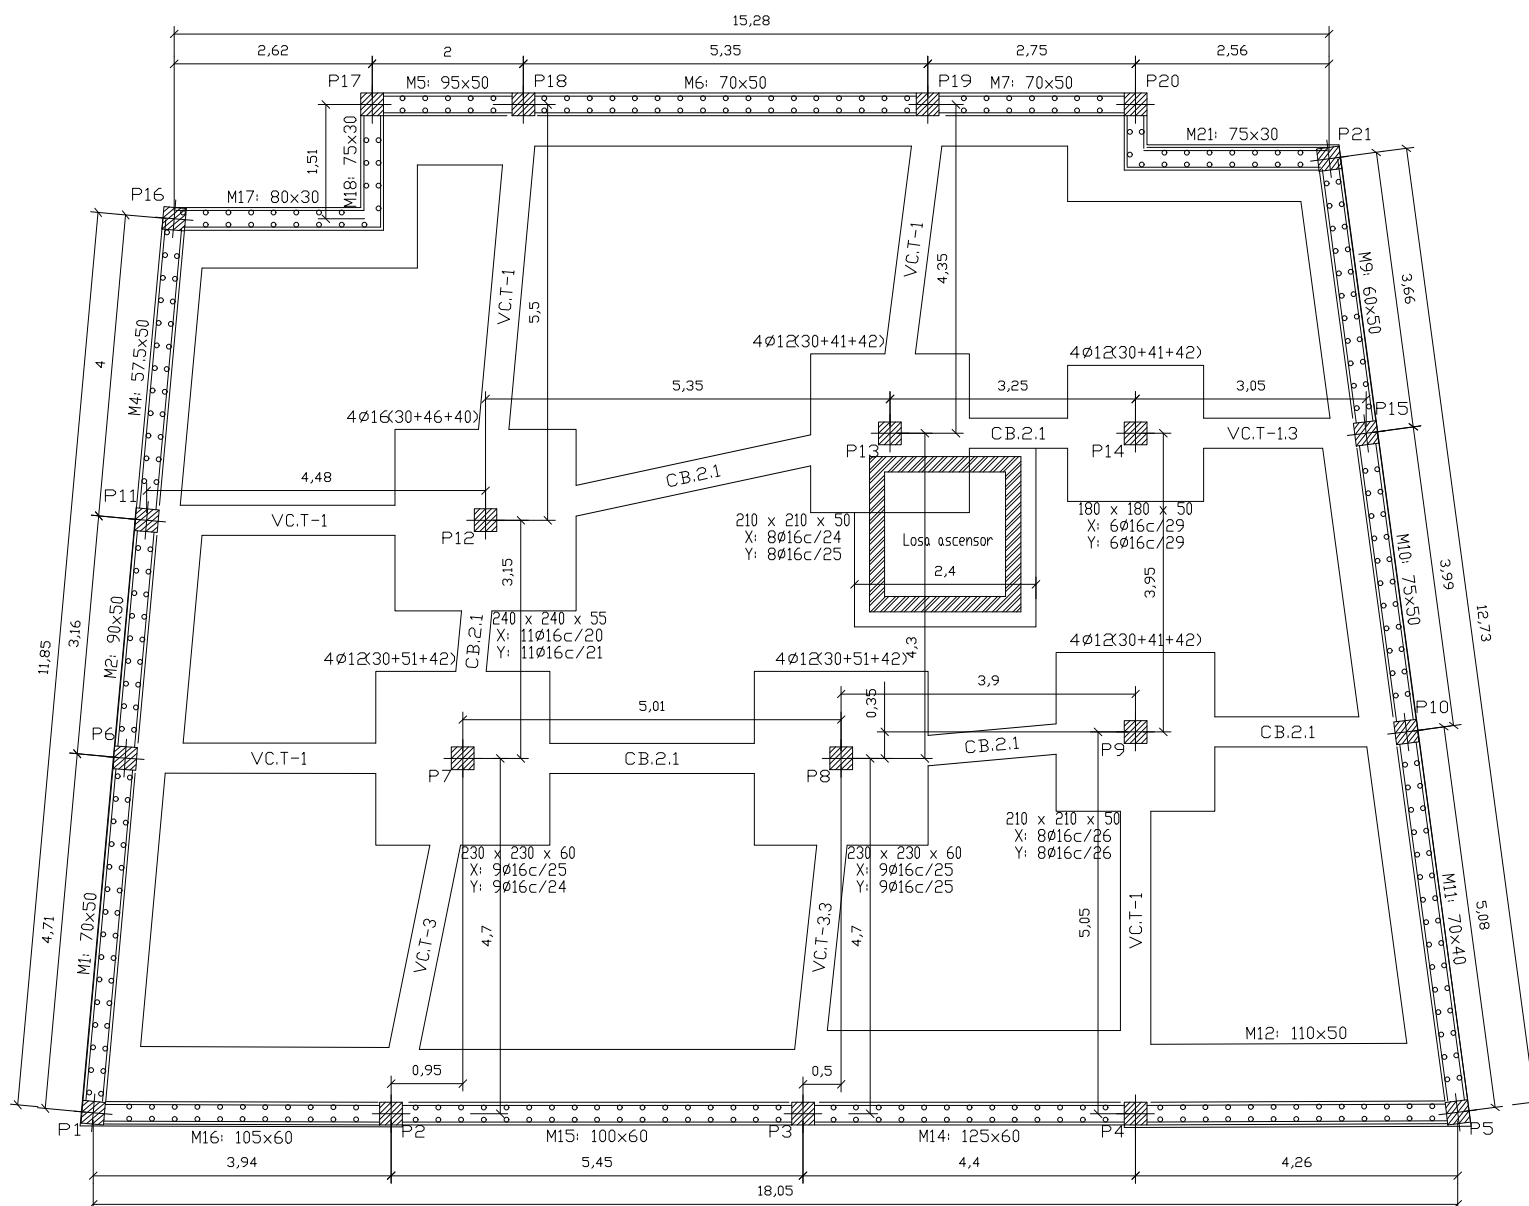 15,28
2,62
2
5,35
2,75
2,56
P17
M5: 95x50
P18
M6: 70x50
P19
M7: 70x50
P20
M21: 75x30
P21
1,51
M18: 75x30
P16
M17: 80x30
VC.T-1
5,5
VC.T-1
4,35
M9: 60x50
3,66
4
M4: 57.5x50
4Ø12(30+41+42)
4Ø12(30+41+42)
5,35
3,25
3,05
4Ø16(30+46+40)
P15
P13
CB.2.1
P14
VC.T-1.3
4,48
CB.2.1
P11
VC.T-1
P12
210 x 210 x 50
X: 8Ø16c/24
Y: 8Ø16c/25
Losa ascensor
2,4
180 x 180 x 50
X: 6Ø16c/29
Y: 6Ø16c/29
M10: 75x50
3,99
3,15
3,95
12,73
11,85
3,16
M2: 90x50
240 x 240 x 55
X: 11Ø16c/20
Y: 11Ø16c/21
CB.2.1
4,3
4Ø12(30+51+42)
4Ø12(30+51+42)
4Ø12(30+41+42)
3,9
0,35
5,01
P10
P6
VC.T-1
P7
CB.2.1
P8
CB.2.1
P9
CB.2.1
210 x 210 x 50
X: 8Ø16c/26
Y: 8Ø16c/26
230 x 230 x 60
X: 9Ø16c/25
Y: 9Ø16c/24
230 x 230 x 60
X: 9Ø16c/25
Y: 9Ø16c/25
4,71
M1: 70x50
VC.T-3
4,7
VC.T-3.3
4,7
5,05
VC.T-1
M11: 70x40
5,08
M12: 110x50
0,95
0,5
P1
M16: 105x60
P2
M15: 100x60
P3
M14: 125x60
P4
P5
3,94
5,45
4,4
4,26
18,05